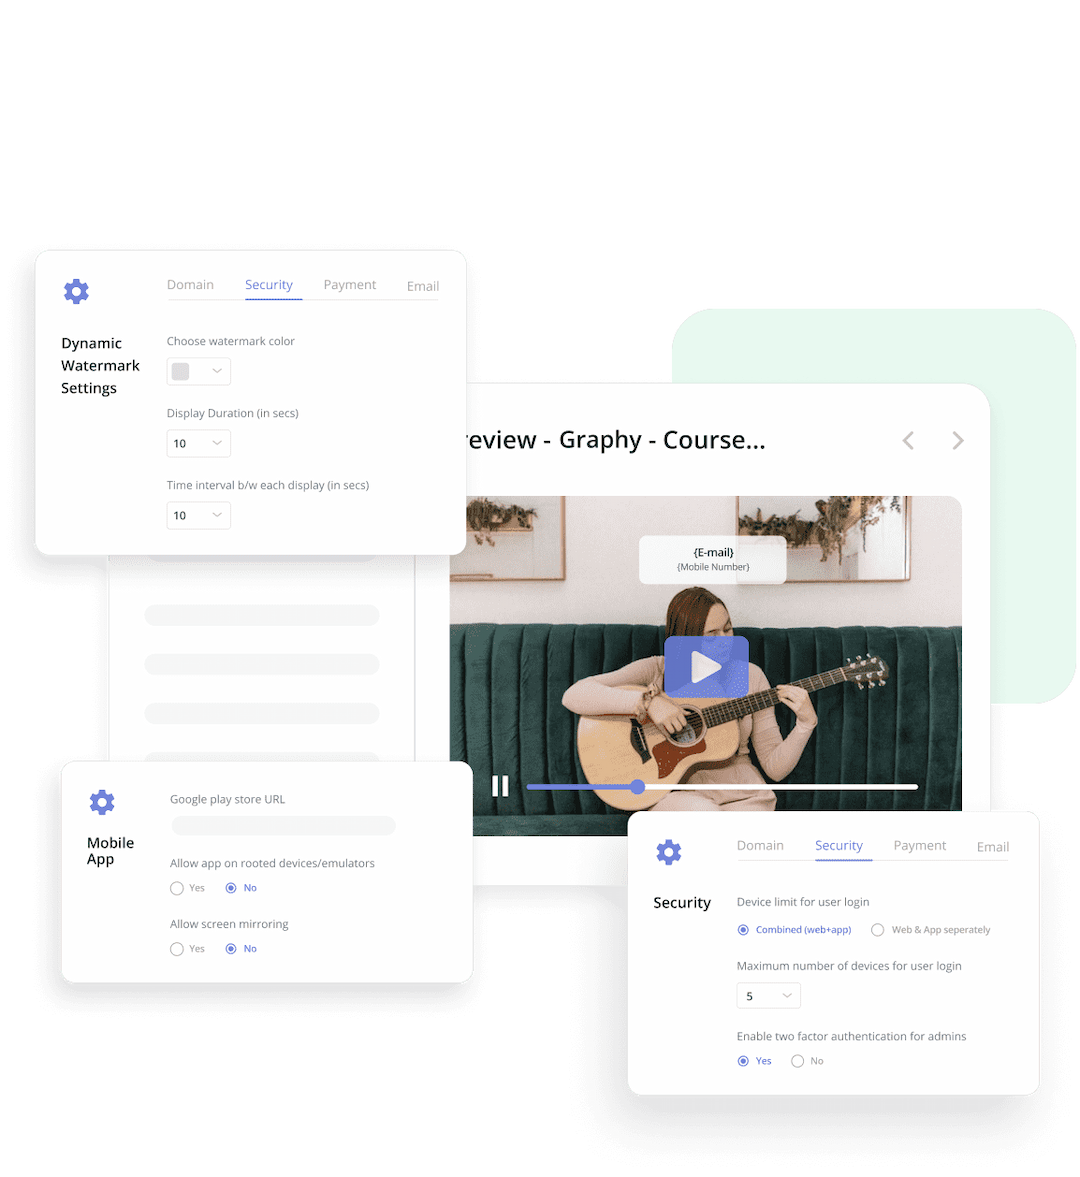 Domain Security Payment Email
Dynamic
Watermark
Settings
Choose watermark color
Display Duration (in secs)
10
Time interval b/w each display (in secs)
10
review - Graphy - Course...
{E-mail}
{Mobile Number}
Mobile
App
Google play store URL
Allow app on rooted devices/emulators
Yes No
Allow screen mirroring
Yes No
Domain Security Payment Email
Security
Device limit for user login
Combined (web+app) Web & App seperately
Maximum number of devices for user login
5
Enable two factor authentication for admins
Yes No